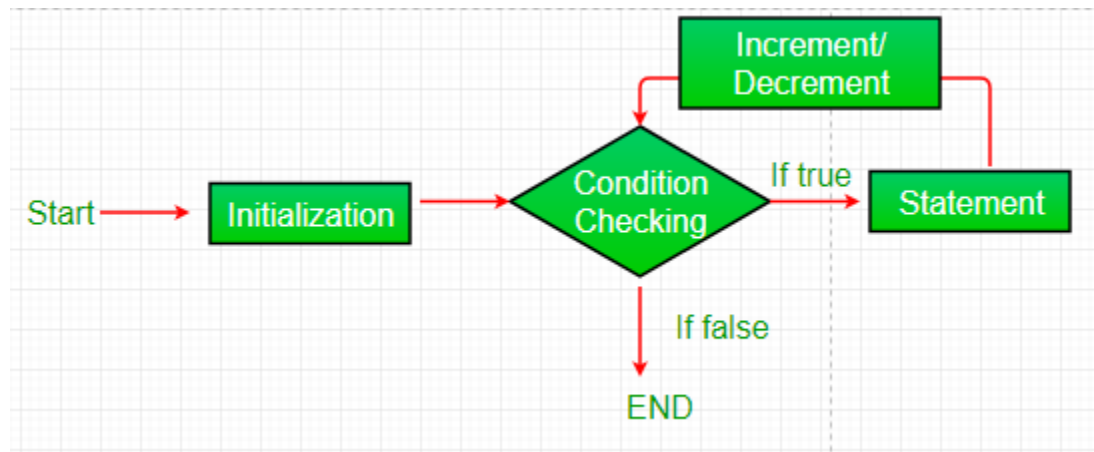 Increment/
Decrement
Start
Initialization
Condition
Checking
If true
Statement
If false
END